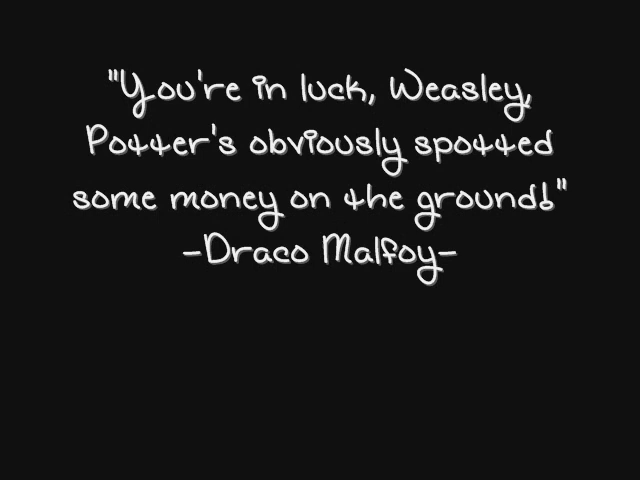 "You're in luck, Weasley,
Potter's obviously spotted
some money on the ground!"
-Draco Malfoy-